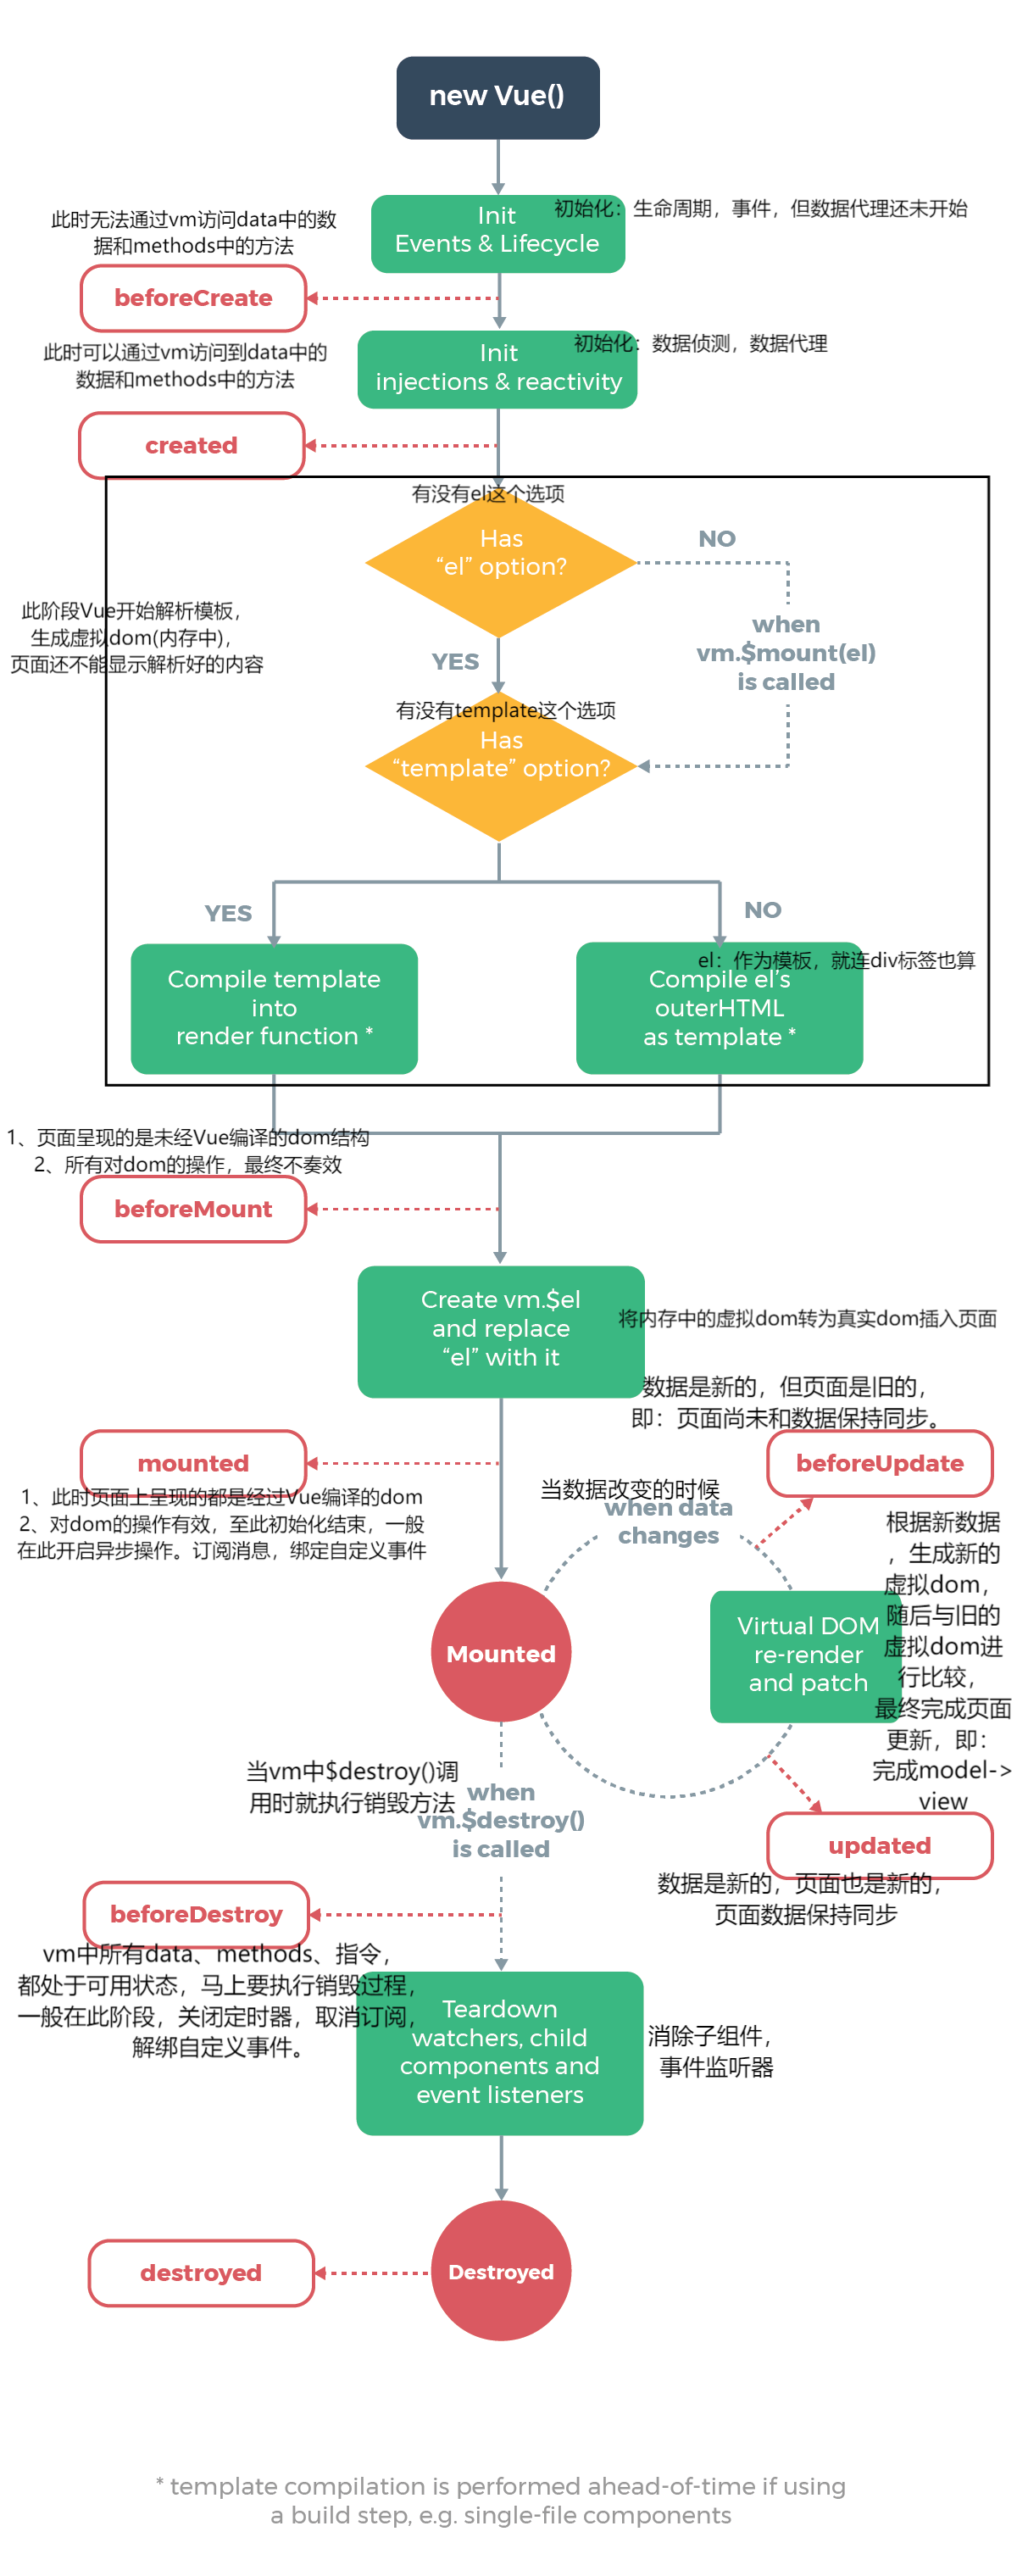 new Vue()
Init
Events & Lifecycle
初始化：生命周期，事件，但数据代理还未开始
此时无法通过vm访问data中的数
据和methods中的方法
beforeCreate
Init
injections & reactivity
初始化：数据侦测，数据代理
此时可以通过vm访问到data中的
数据和methods中的方法
created
有没有el这个选项
Has
“el” option?
NO
when
vm.$mount(el)
is called
此阶段Vue开始解析模板，
生成虚拟dom(内存中)，
页面还不能显示解析好的内容
YES
有没有template这个选项
Has
“template” option?
YES
NO
Compile template
into
render function *
el：作为模板，就连div标签也算
Compile el’s
outerHTML
as template *
1、页面呈现的是未经Vue编译的dom结构
2、所有对dom的操作，最终不奏效
beforeMount
Create vm.$el
and replace
“el” with it
将内存中的虚拟dom转为真实dom插入页面
数据是新的，但页面是旧的，
即：页面尚未和数据保持同步。
mounted
beforeUpdate
1、此时页面上呈现的都是经过Vue编译的dom
2、对dom的操作有效，至此初始化结束，一般
在此开启异步操作。订阅消息，绑定自定义事件
当数据改变的时候
when data
changes
根据新数据
，生成新的
虚拟dom，
随后与旧的
虚拟dom进
行比较，
最终完成页面
更新，即：
完成model->
view
Mounted
Virtual DOM
re-render
and patch
当vm中$destroy()调
用时就执行销毁方法
when
vm.$destroy()
is called
updated
数据是新的，页面也是新的，
页面数据保持同步
beforeDestroy
vm中所有data、methods、指令，
都处于可用状态，马上要执行销毁过程，
一般在此阶段，关闭定时器，取消订阅，
解绑自定义事件。
Teardown
watchers, child
components and
event listeners
消除子组件，
事件监听器
destroyed
Destroyed
* template compilation is performed ahead-of-time if using
a build step, e.g. single-file components